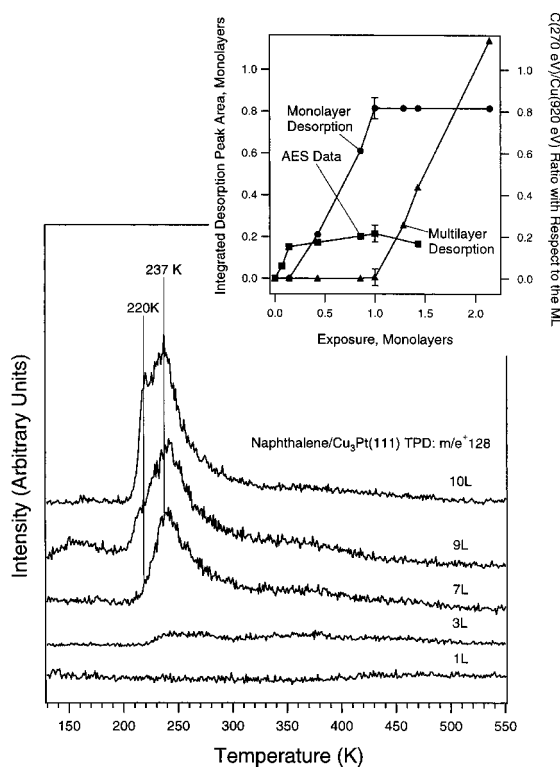 Integrated Desorption Peak Area, Monolayers
1.0
0.8
0.6
0.4
0.2
0.0
Monolayer
Desorption
AES Data
Multilayer
Desorption
1.0
0.8
0.6
0.4
0.2
0.0
C(270 eV)/Cu(920 eV) Ratio with Respect to the ML
0.0 0.5 1.0 1.5 2.0
Exposure, Monolayers
237 K
220K
Naphthalene/Cu₃Pt(111) TPD: m/e⁺128
10L
9L
7L
3L
1L
Intensity (Arbitrary Units)
150 200 250 300 350 400 450 500 550
Temperature (K)